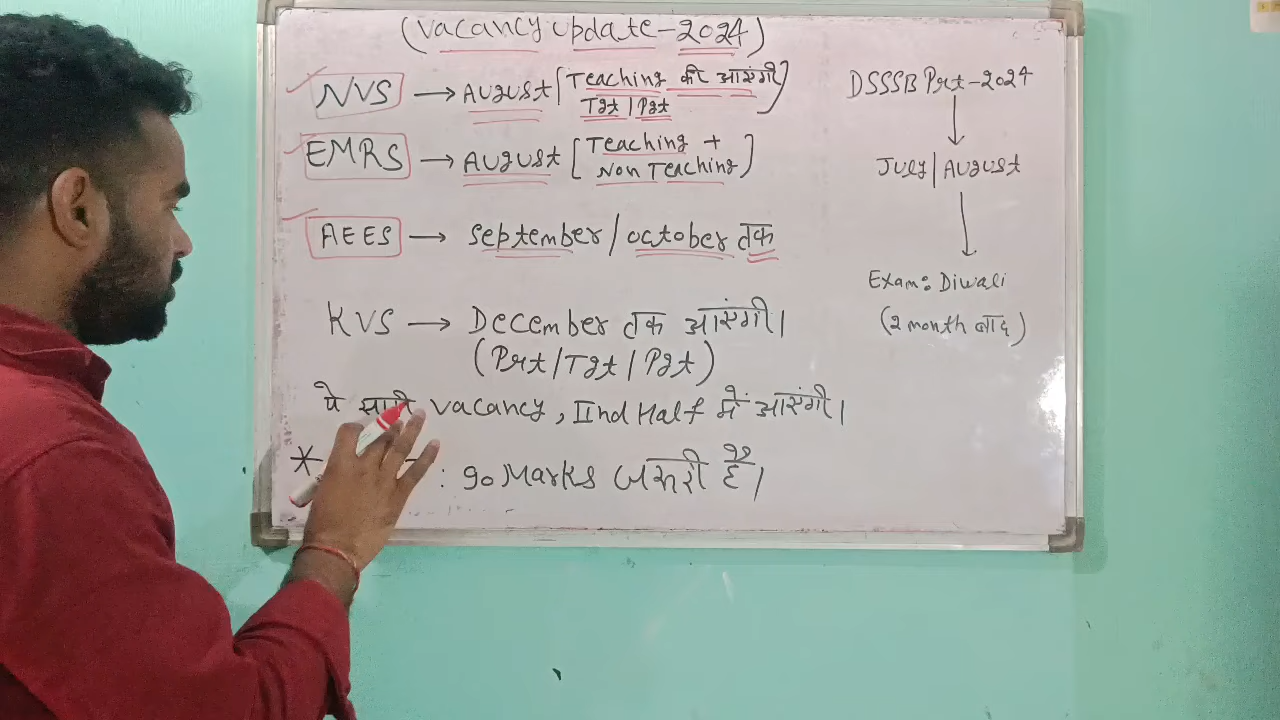 (Vacancy update-2024)
NVS → August [Teaching की आएंगी]
Tgt | Pgt
EMRS → August [Teaching +
Non Teaching]
AEES → September / October तक
KVS → December तक आएंगी।
(Prt / Tgt / Pgt)
ये सारी vacancy, IInd Half में आएंगी।
* : 90 Marks जरूरी है।
DSSSB Prt-2024
↓
July | August
↓
Exam: Diwali
(2 month बाद)